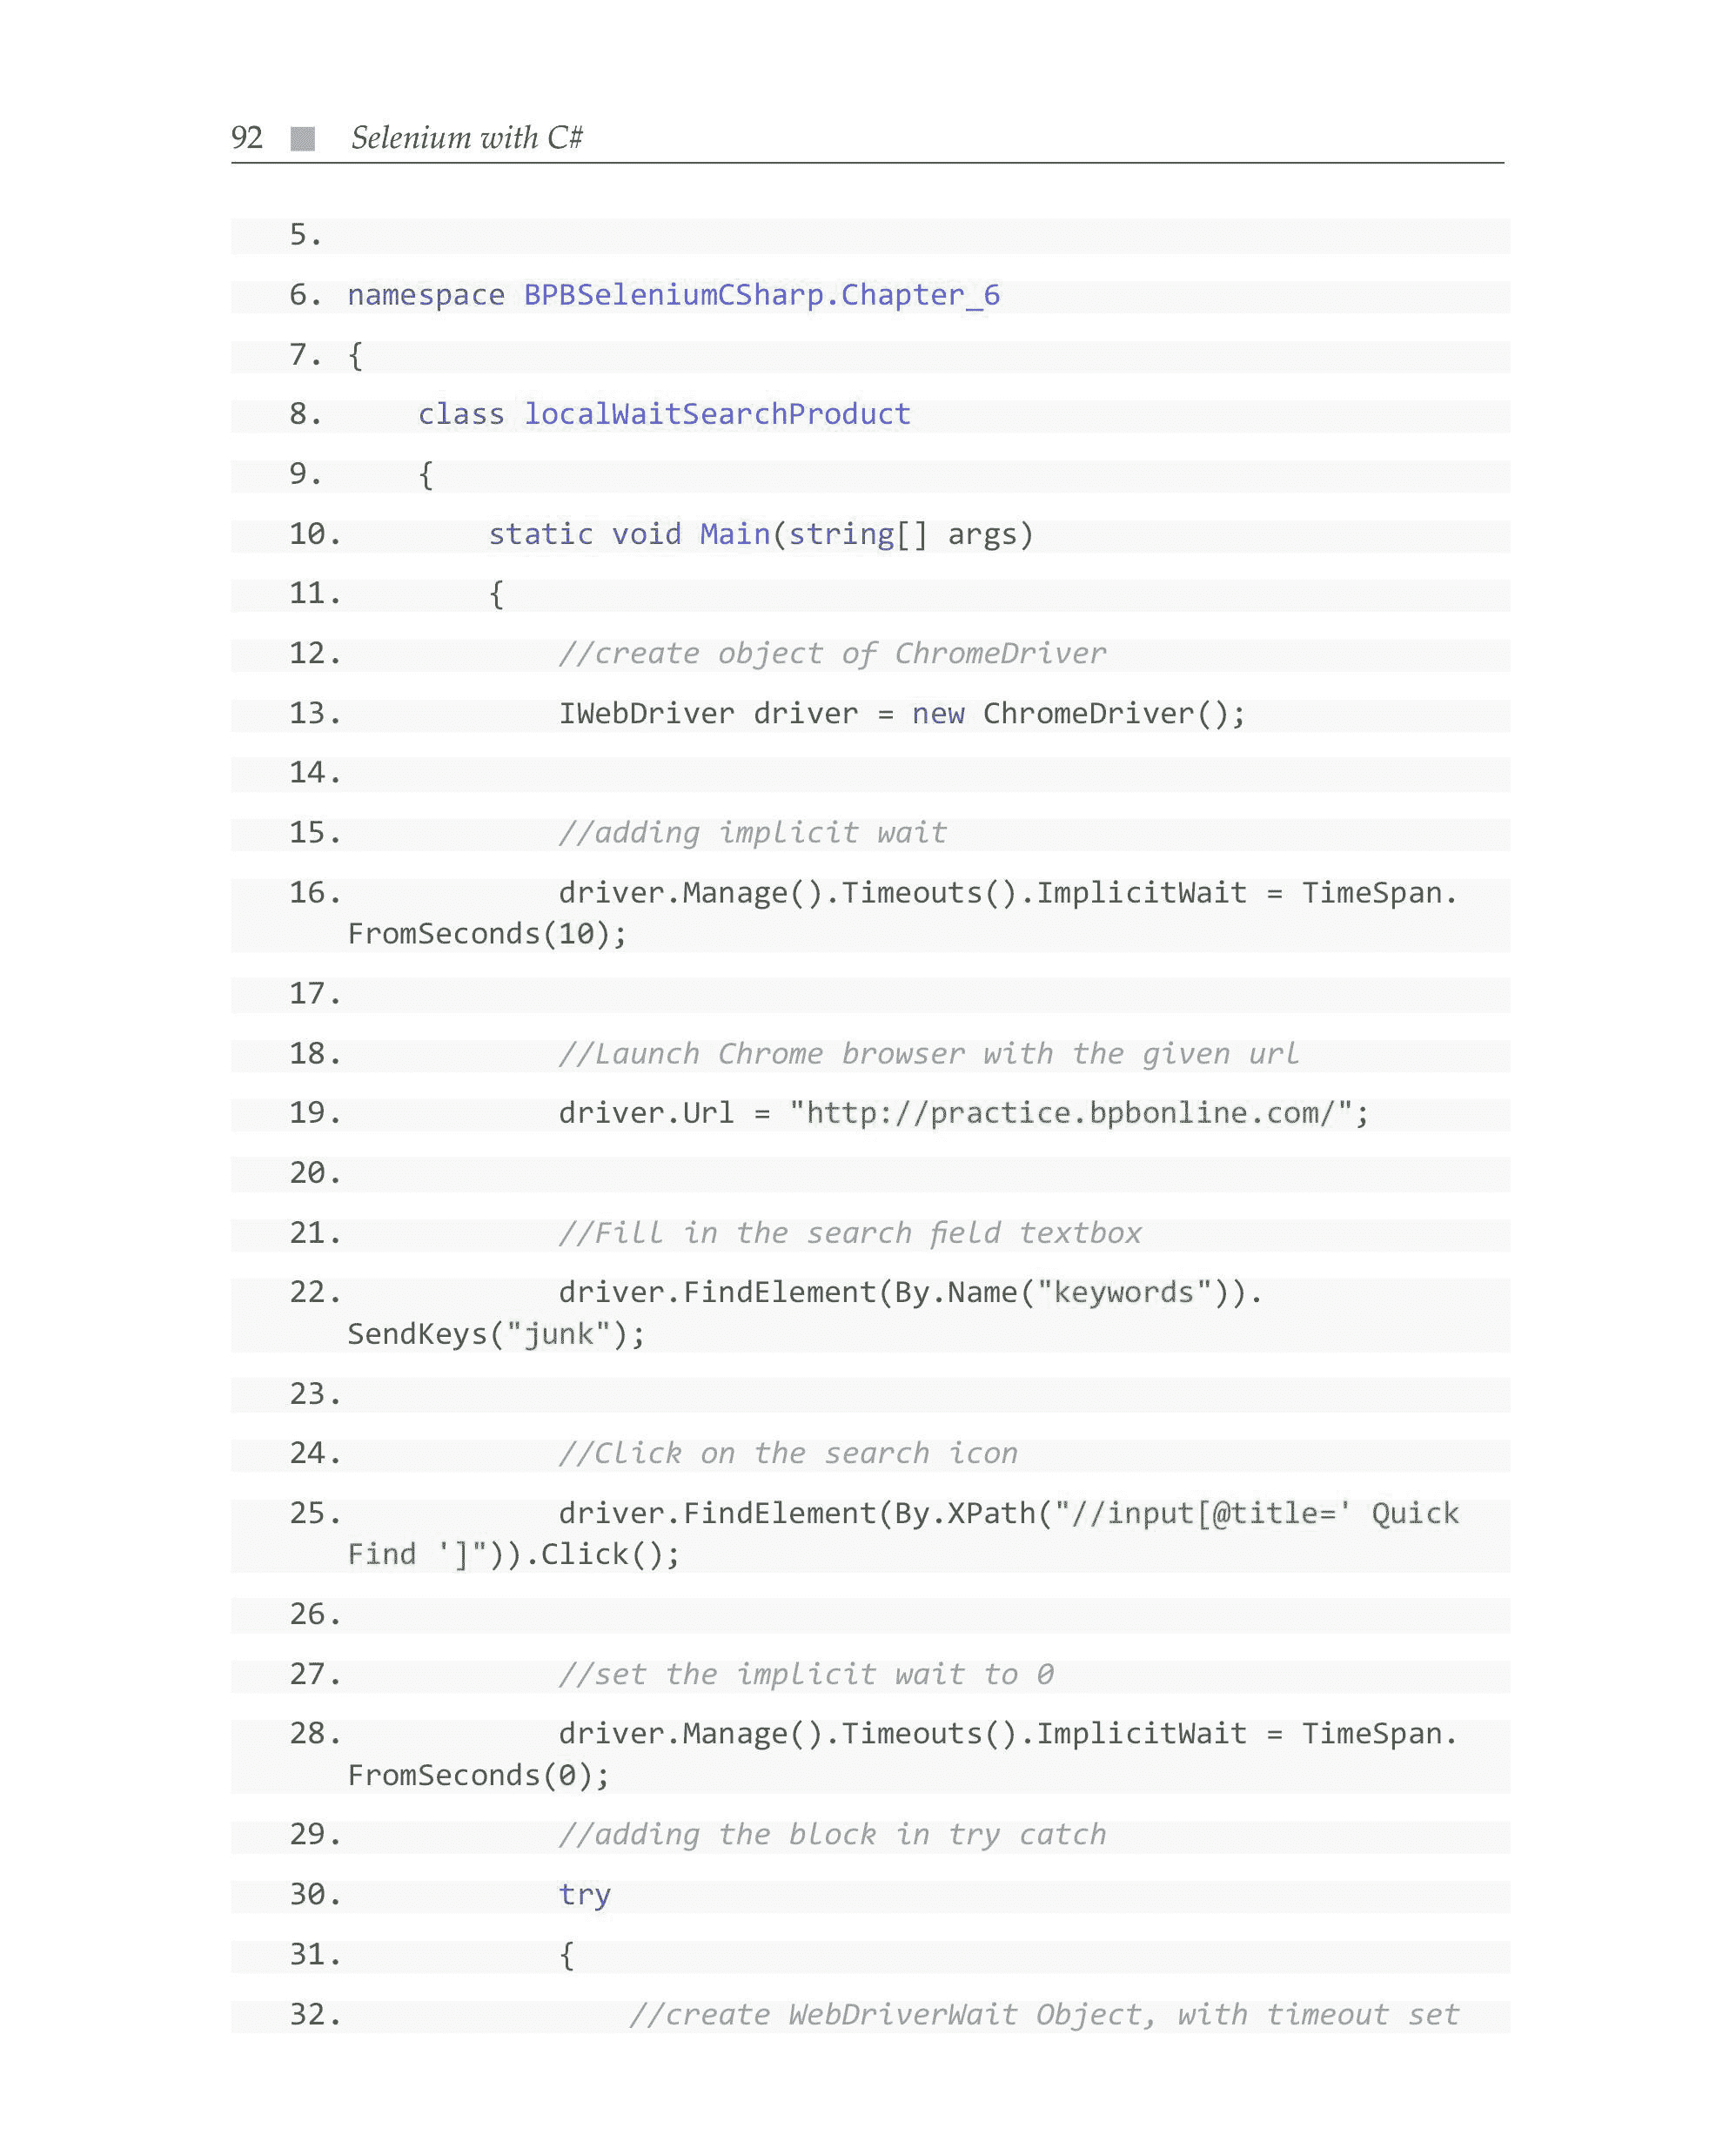 92 Selenium with C#
5.
6. namespace BPBSeleniumCSharp.Chapter_6
7. {
8.     class localWaitSearchProduct
9.     {
10.         static void Main(string[] args)
11.         {
12.             //create object of ChromeDriver
13.             IWebDriver driver = new ChromeDriver();
14.
15.             //adding implicit wait
16.             driver.Manage().Timeouts().ImplicitWait = TimeSpan.
FromSeconds(10);
17.
18.             //Launch Chrome browser with the given url
19.             driver.Url = "http://practice.bpbonline.com/";
20.
21.             //Fill in the search field textbox
22.             driver.FindElement(By.Name("keywords")).
SendKeys("junk");
23.
24.             //Click on the search icon
25.             driver.FindElement(By.XPath("//input[@title=' Quick
Find ']")).Click();
26.
27.             //set the implicit wait to 0
28.             driver.Manage().Timeouts().ImplicitWait = TimeSpan.
FromSeconds(0);
29.             //adding the block in try catch
30.             try
31.             {
32.                 //create WebDriverWait Object, with timeout set